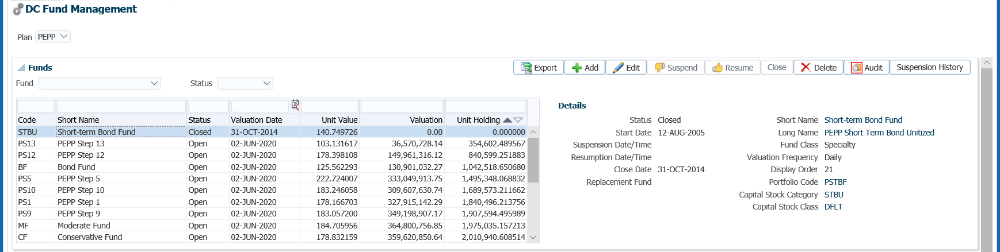 DC Fund Management
Plan PEPP
Funds
Export Add Edit Suspend Resume Close Delete Audit Suspension History
Fund Status
Code Short Name Status Valuation Date Unit Value Valuation Unit Holding
STBU Short-term Bond Fund Closed 31-OCT-2014 140.749726 0.00 0.000000
PS13 PEPP Step 13 Open 02-JUN-2020 103.131617 36,570,728.14 354,602.489567
PS12 PEPP Step 12 Open 02-JUN-2020 178.398108 149,961,316.12 840,599.251883
BF Bond Fund Open 02-JUN-2020 125.562293 130,901,032.27 1,042,518.650680
PS5 PEPP Step 5 Open 02-JUN-2020 222.724007 333,049,913.75 1,495,348.068832
PS10 PEPP Step 10 Open 02-JUN-2020 183.246058 309,607,630.74 1,689,573.211662
PS1 PEPP Step 1 Open 02-JUN-2020 178.166703 327,915,142.29 1,840,496.213756
PS9 PEPP Step 9 Open 02-JUN-2020 183.057200 349,198,907.17 1,907,594.495989
MF Moderate Fund Open 02-JUN-2020 184.705956 364,800,756.85 1,975,035.157213
CF Conservative Fund Open 02-JUN-2020 178.832159 359,620,850.64 2,010,940.608514
Details
Status Closed
Start Date 12-AUG-2005
Suspension Date/Time
Resumption Date/Time
Close Date 31-OCT-2014
Replacement Fund
Short Name Short-term Bond Fund
Long Name PEPP Short Term Bond Unitized
Fund Class Specialty
Valuation Frequency Daily
Display Order 21
Portfolio Code PSTBF
Capital Stock Category STBU
Capital Stock Class DFLT